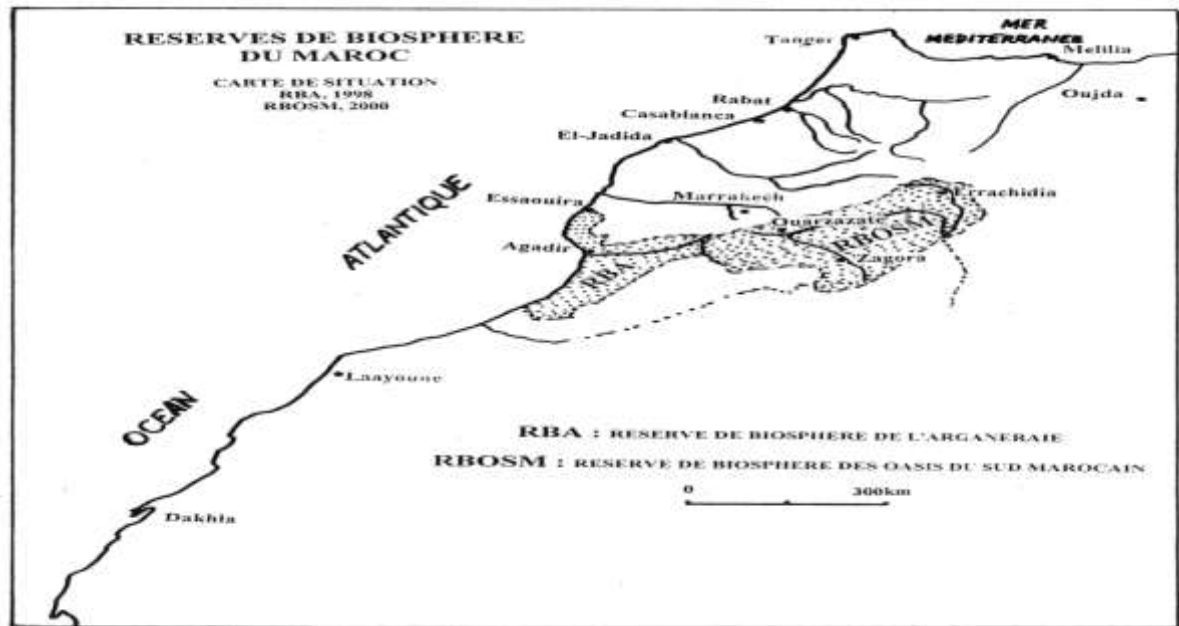 RESERVES DE BIOSPHERE
DU MAROC
CARTE DE SITUATION
RBA, 1998
RBOSM, 2000
MER
MEDITERRANEE
Tanger
Melilia
Oujda
Rabat
Casablanca
El-Jadida
ATLANTIQUE
Essaouira
Marrakech
Errachidia
Ouarzazate
RBOSM
Agadir
Zagora
RBA
Laayoune
OCEAN
RBA : RESERVE DE BIOSPHERE DE L'ARGANERAIE
RBOSM : RESERVE DE BIOSPHERE DES OASIS DU SUD MAROCAIN
0 300km
Dakhla